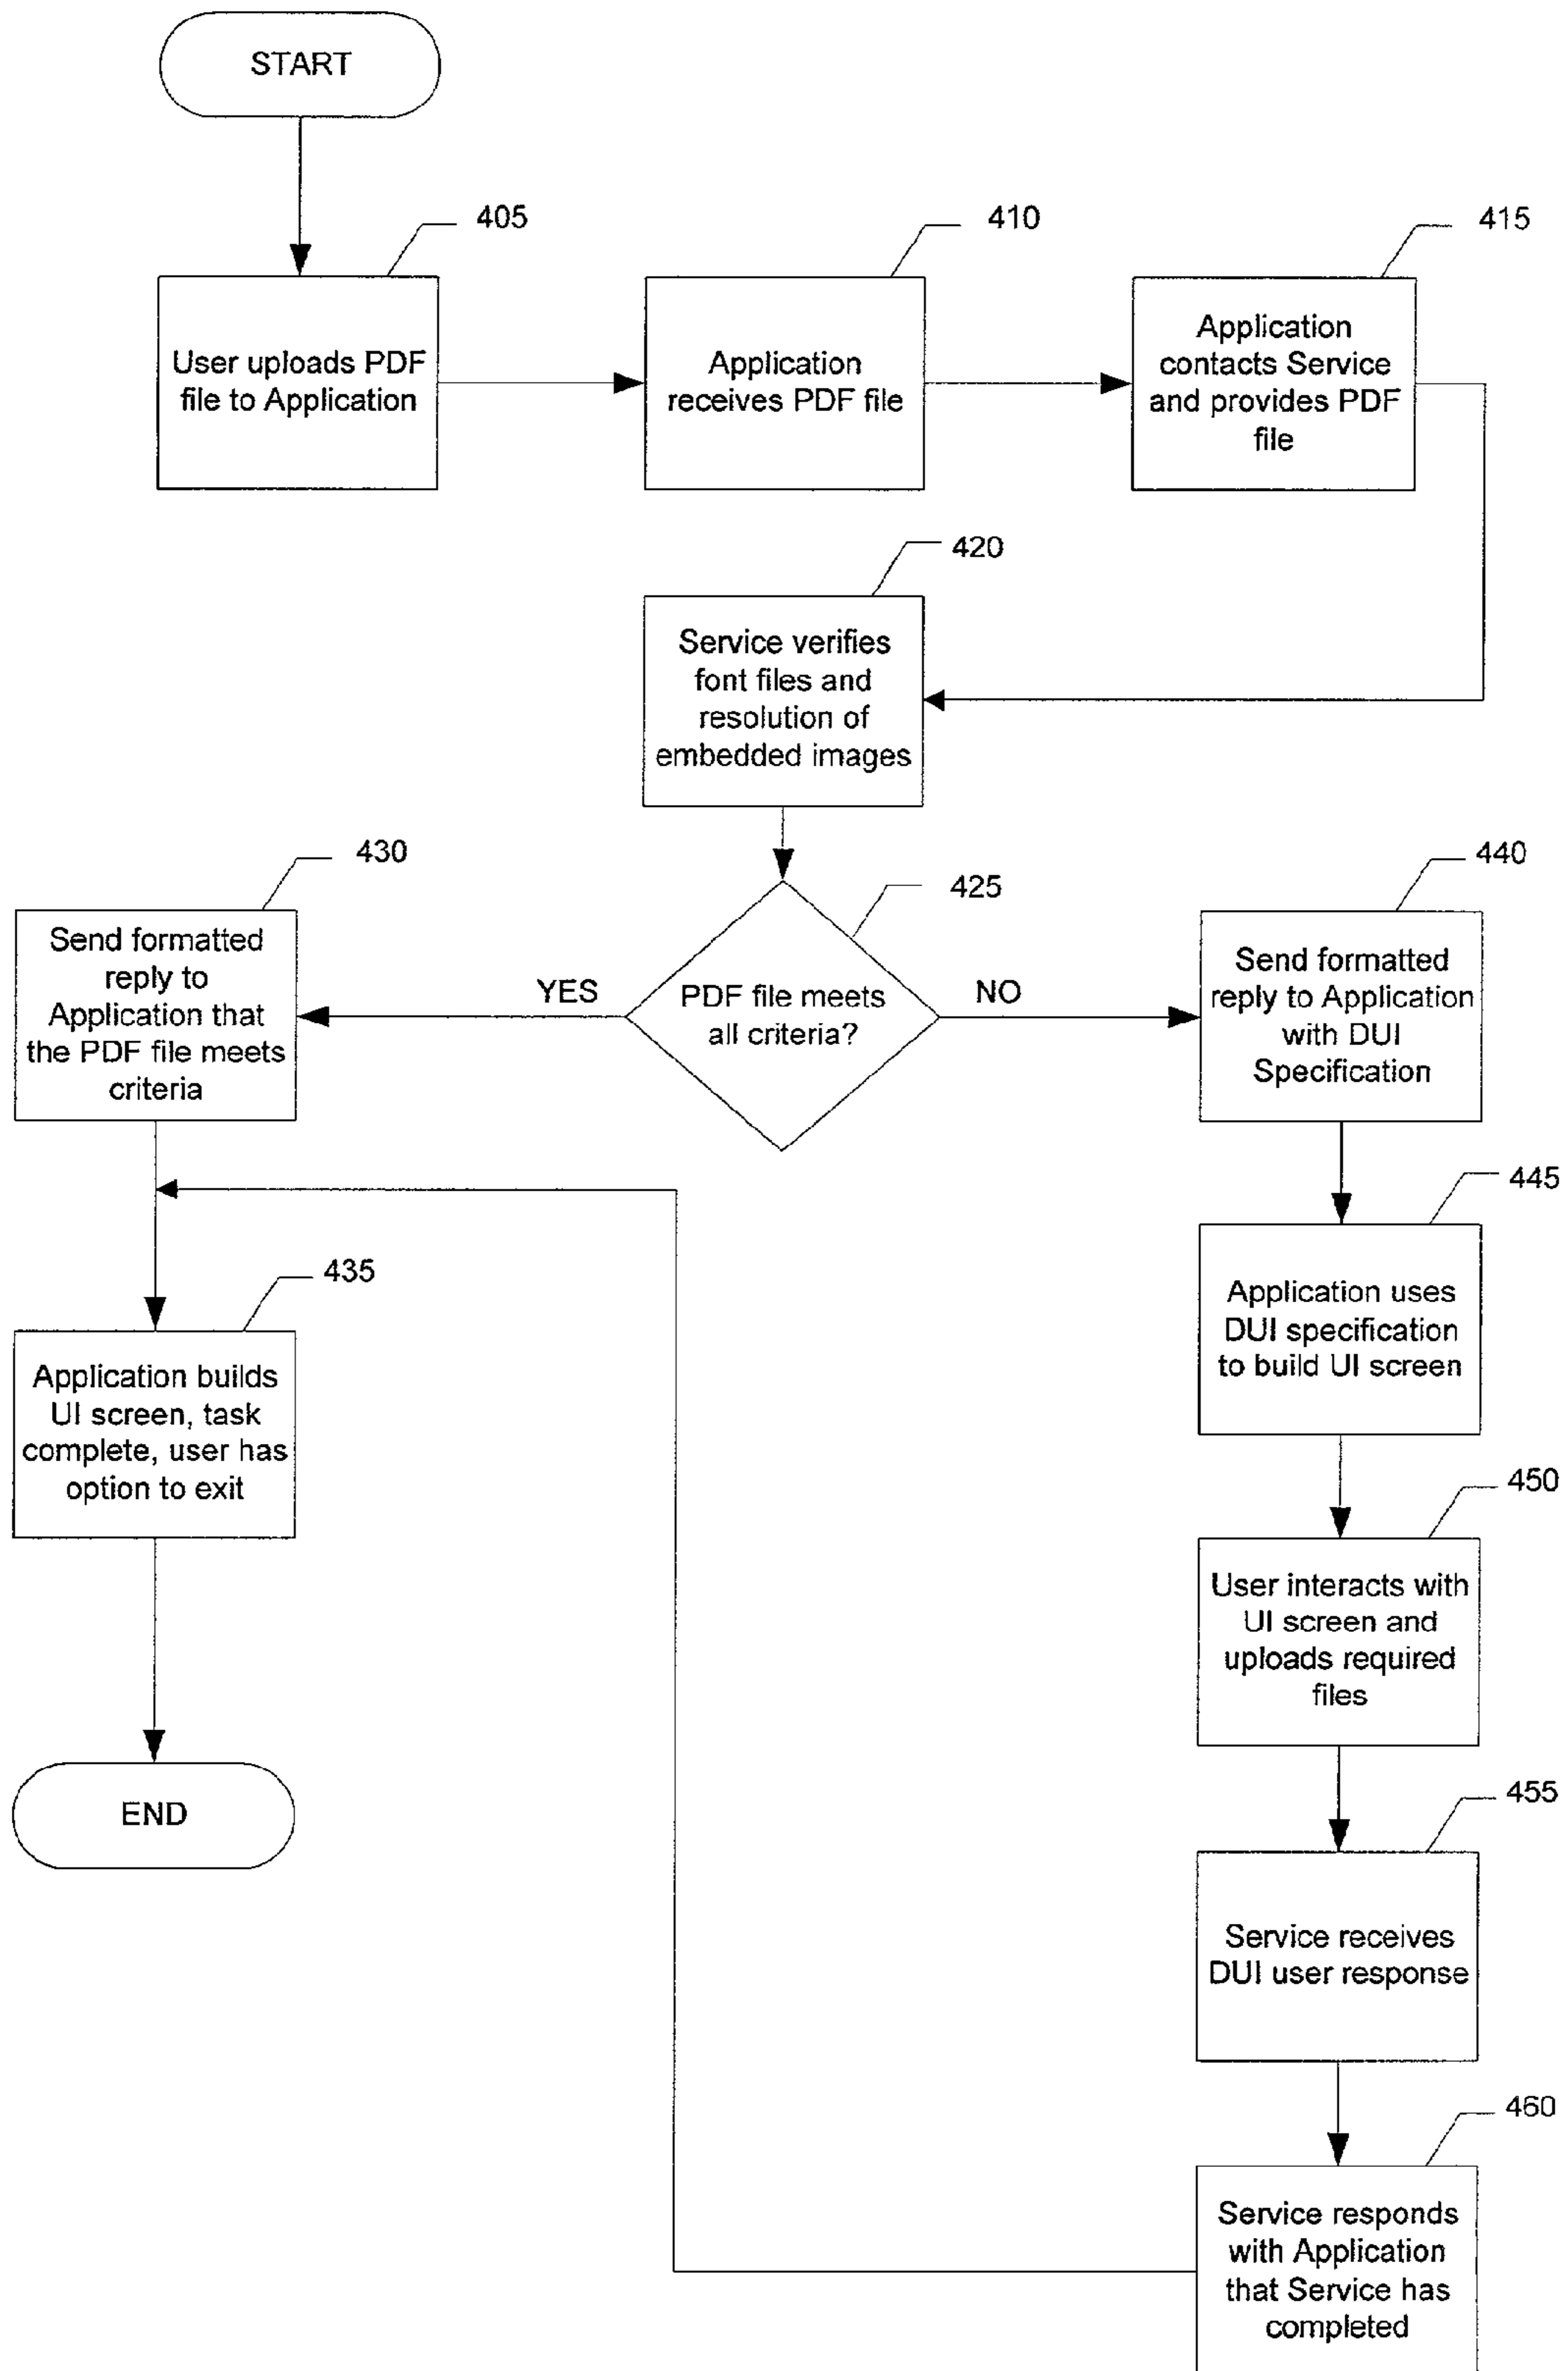 START
405
410
415
User uploads PDF
file to Application
Application
receives PDF file
Application
contacts Service
and provides PDF
file
420
Service verifies
font files and
resolution of
embedded images
425
430
440
PDF file meets
all criteria?
YES
NO
Send formatted
reply to
Application that
the PDF file meets
criteria
Send formatted
reply to Application
with DUI
Specification
445
Application uses
DUI specification
to build UI screen
435
Application builds
UI screen, task
complete, user has
option to exit
450
User interacts with
UI screen and
uploads required
files
END
455
Service receives
DUI user response
460
Service responds
with Application
that Service has
completed